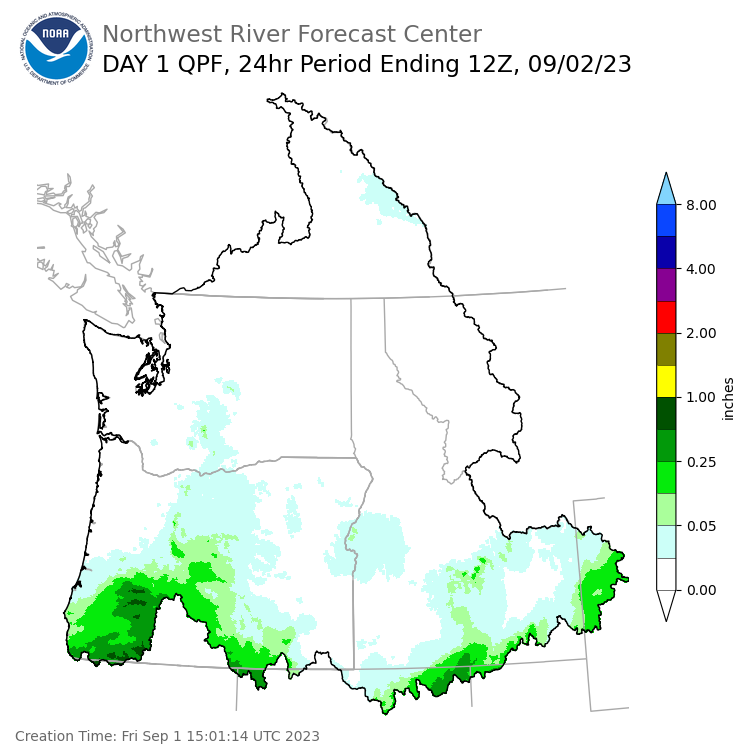 NATIONAL OCEANIC AND ATMOSPHERIC ADMINISTRATION
NOAA
U.S. DEPARTMENT OF COMMERCE
Northwest River Forecast Center
DAY 1 QPF, 24hr Period Ending 12Z, 09/02/23
8.00
4.00
2.00
1.00
0.25
0.05
0.00
inches
Creation Time: Fri Sep 1 15:01:14 UTC 2023